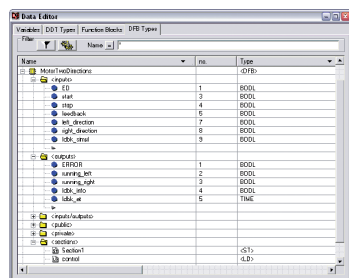 Data Editor
Variables DDT Types Function Blocks DFB Types
Filter
Name = *
Name no. Type
MotorTwoDirections <DFB>
<inputs>
ED 1 BOOL
start 3 BOOL
stop 4 BOOL
feedback 5 BOOL
left_direction 7 BOOL
right_direction 8 BOOL
fdbk_simul 9 BOOL
<outputs>
ERROR 1 BOOL
running_left 2 BOOL
running_right 3 BOOL
fdbk_info 4 BOOL
fdbk_et 5 TIME
<inputs/outputs>
<public>
<private>
<sections>
Section1 <ST>
control <LD>